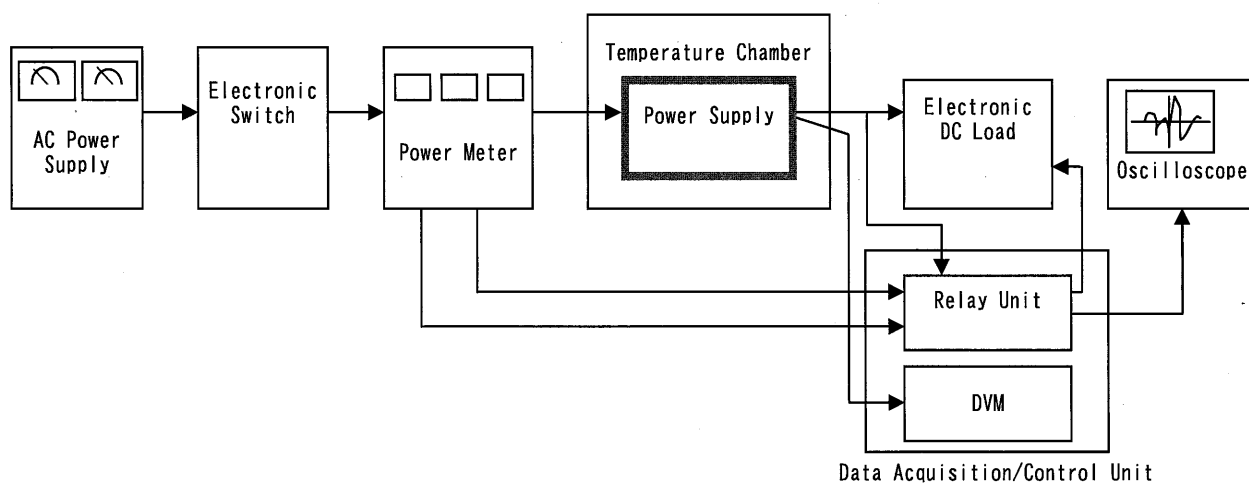 AC Power
Supply
Electronic
Switch
Power Meter
Temperature Chamber
Power Supply
Electronic
DC Load
Oscilloscope
Relay Unit
DVM
Data Acquisition/Control Unit